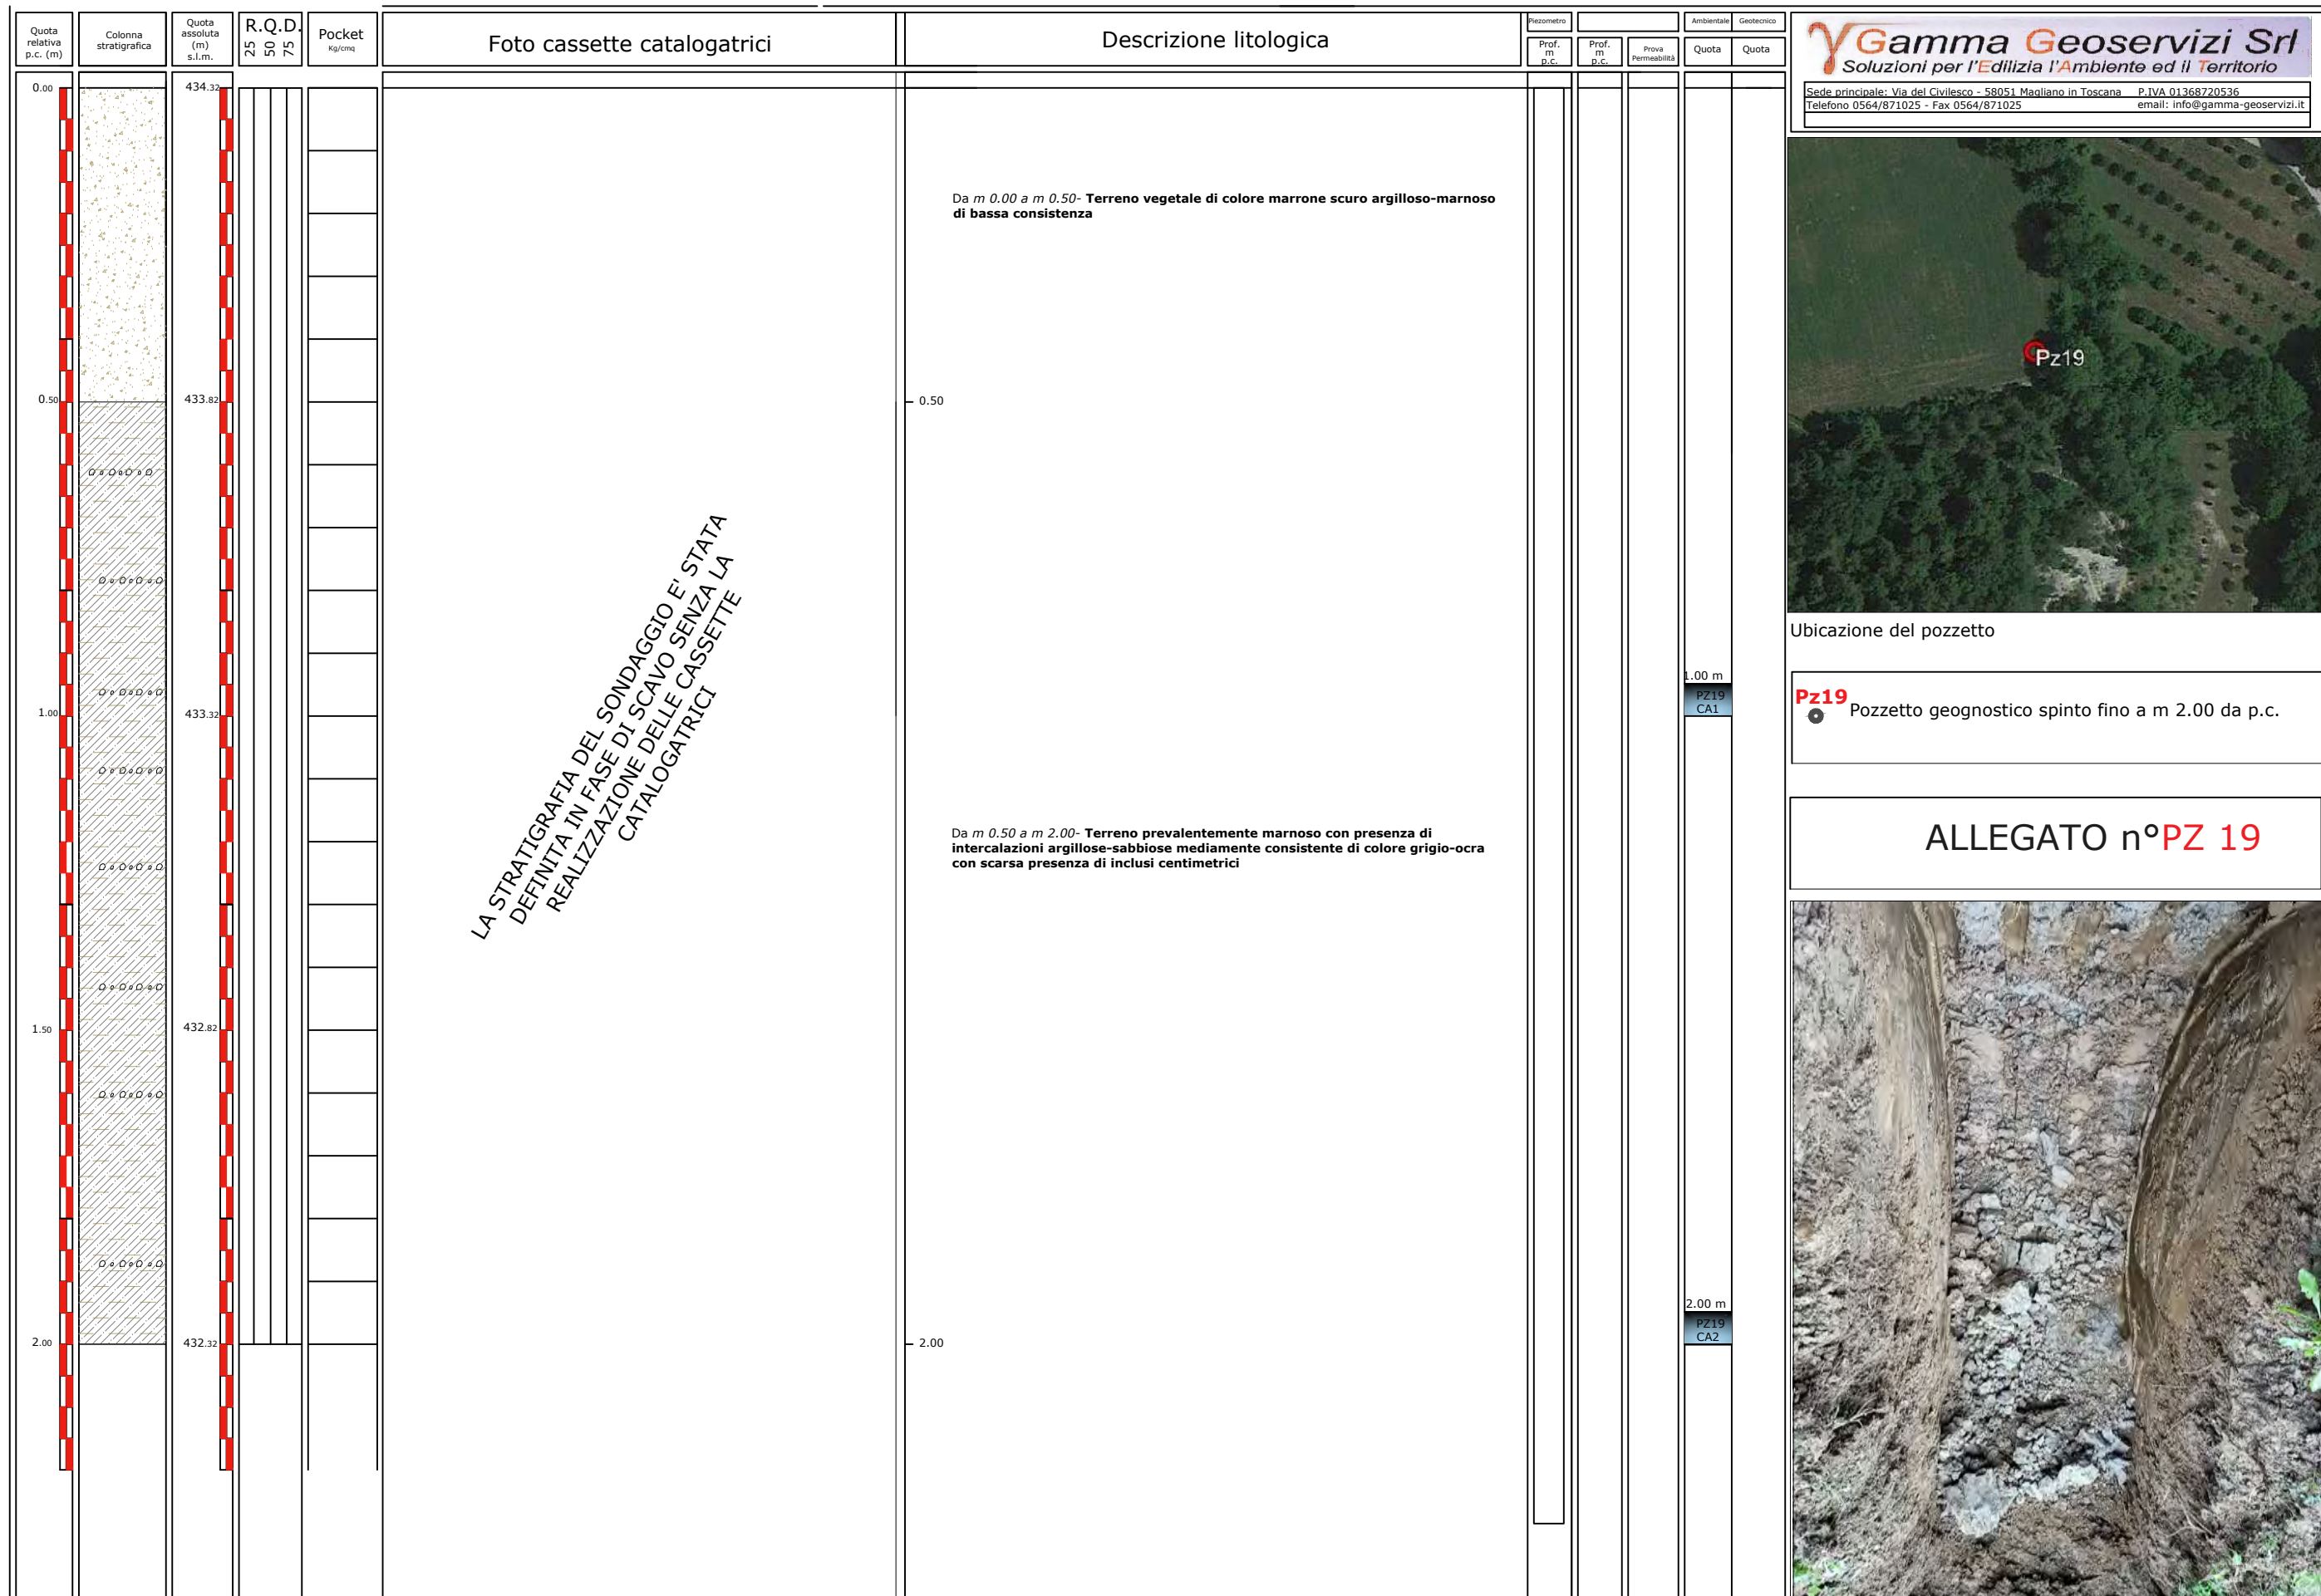 Quota
relativa
p.c. (m)
Colonna
stratigrafica
Quota
assoluta
(m)
s.l.m.
R.Q.D.
25
50
75
Pocket
Kg/cmq
Foto cassette catalogatrici
Descrizione litologica
Piezometro
Prof.
m
p.c.
Prof.
m
p.c.
Prova
Permeabilità
Ambientale
Geotecnico
Quota
Quota
γ Gamma Geoservizi Srl
Soluzioni per l'Edilizia l'Ambiente ed il Territorio
Sede principale: Via del Civilesco - 58051 Magliano in Toscana P.IVA 01368720536
Telefono 0564/871025 - Fax 0564/871025 email: info@gamma-geoservizi.it
0.00
434.32
Da m 0.00 a m 0.50- Terreno vegetale di colore marrone scuro argilloso-marnoso
di bassa consistenza
Pz19
0.50
433.82
0.50
LA STRATIGRAFIA DEL SONDAGGIO E' STATA
DEFINITA IN FASE DI SCAVO SENZA LA
REALIZZAZIONE DELLE CASSETTE
CATALOGATRICI
Ubicazione del pozzetto
1.00 m
PZ19
CA1
1.00
433.32
Pz19
Pozzetto geognostico spinto fino a m 2.00 da p.c.
Da m 0.50 a m 2.00- Terreno prevalentemente marnoso con presenza di
intercalazioni argillose-sabbiose mediamente consistente di colore grigio-ocra
con scarsa presenza di inclusi centimetrici
ALLEGATO n°PZ 19
1.50
432.82
2.00 m
PZ19
CA2
2.00
432.32
2.00